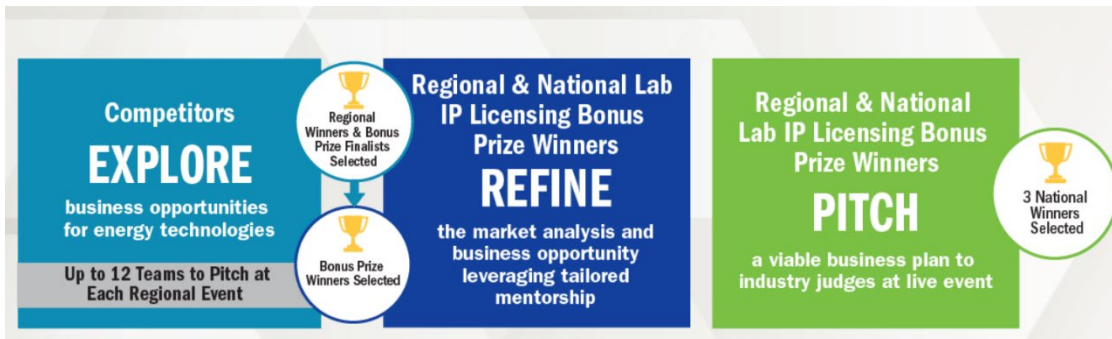 Competitors
EXPLORE
business opportunities
for energy technologies
Up to 12 Teams to Pitch at
Each Regional Event
Regional
Winners & Bonus
Prize Finalists
Selected
Bonus Prize
Winners Selected
Regional & National Lab
IP Licensing Bonus
Prize Winners
REFINE
the market analysis and
business opportunity
leveraging tailored
mentorship
Regional & National
Lab IP Licensing Bonus
Prize Winners
PITCH
a viable business plan to
industry judges at live event
3 National
Winners
Selected